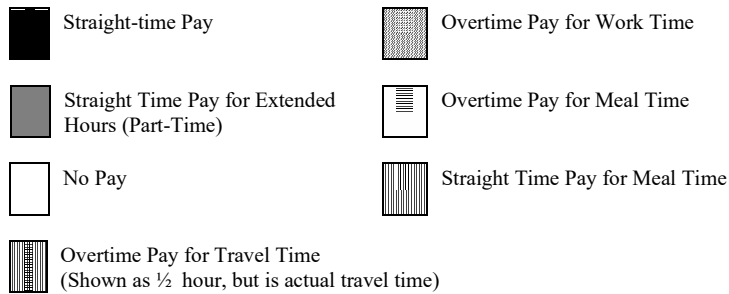 Straight-time Pay
Overtime Pay for Work Time
Straight Time Pay for Extended
Hours (Part-Time)
Overtime Pay for Meal Time
No Pay
Straight Time Pay for Meal Time
Overtime Pay for Travel Time
(Shown as ½ hour, but is actual travel time)